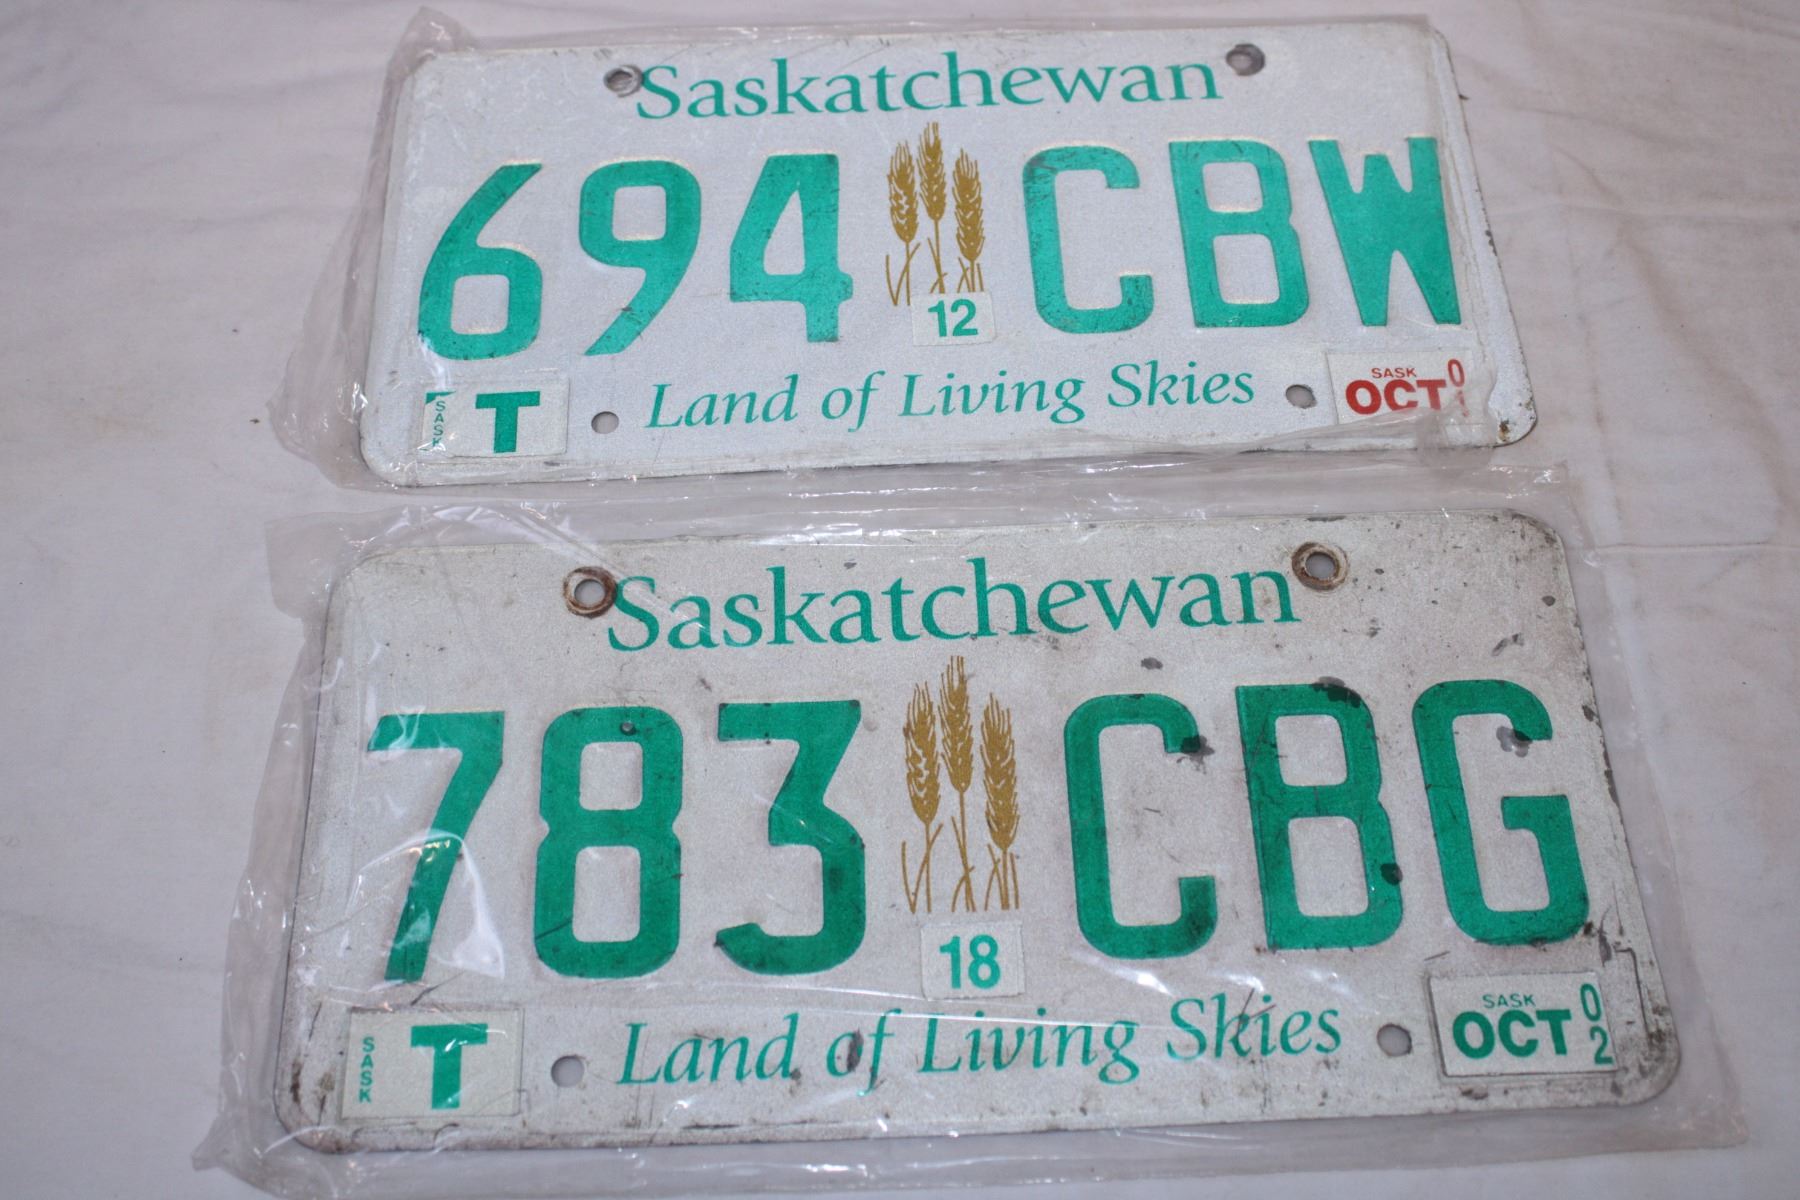 Saskatchewan
694 CBW
12
SASK T
Land of Living Skies
SASK OCT 0
Saskatchewan
783 CBG
18
SASK T
Land of Living Skies
SASK OCT 02